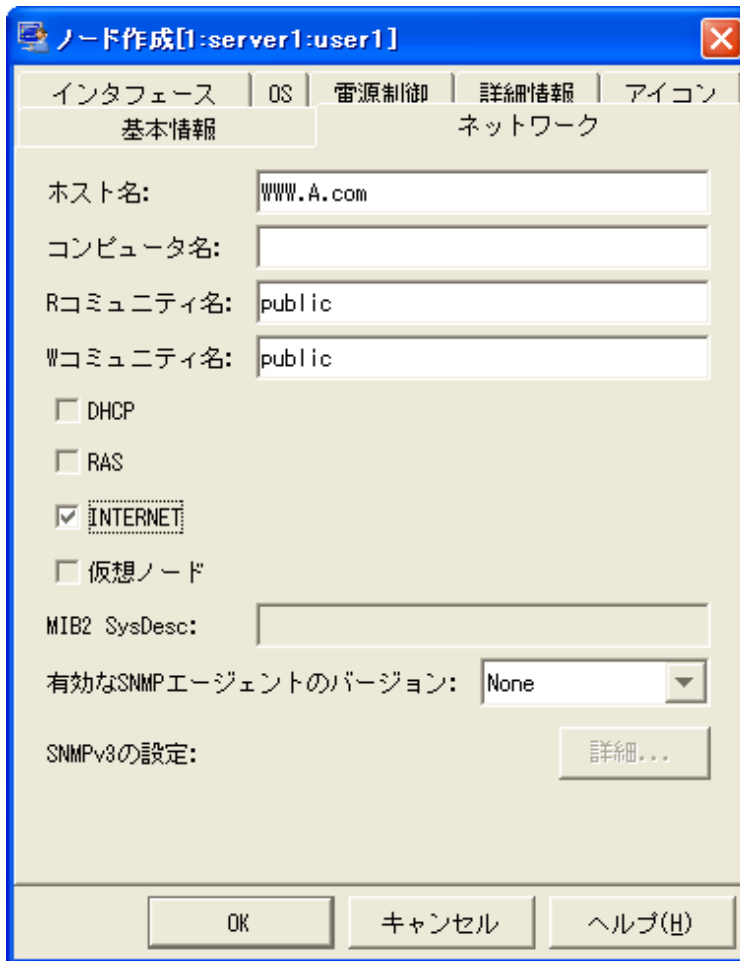 ノード作成[1:server1:user1]
インタフェース OS 電源制御 詳細情報 アイコン
基本情報 ネットワーク
ホスト名: WWW.A.com
コンピュータ名:
Rコミュニティ名: public
Wコミュニティ名: public
DHCP
RAS
INTERNET
仮想ノード
MIB2 SysDesc:
有効なSNMPエージェントのバージョン: None
SNMPv3の設定: 詳細...
OK キャンセル ヘルプ(H)